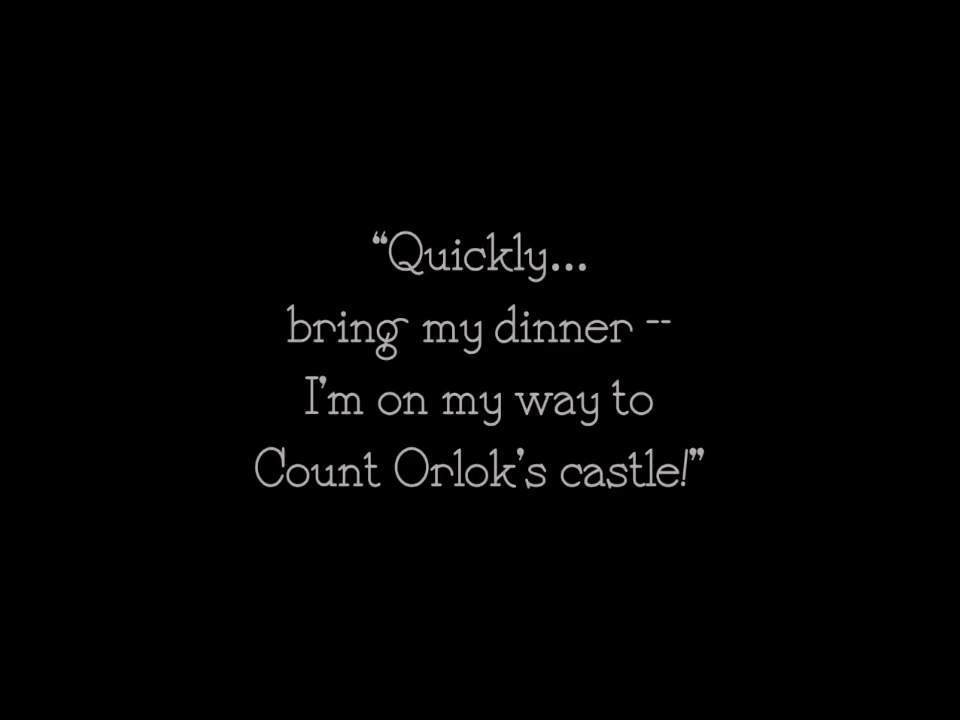 “Quickly...
bring my dinner --
I’m on my way to
Count Orlok’s castle!”